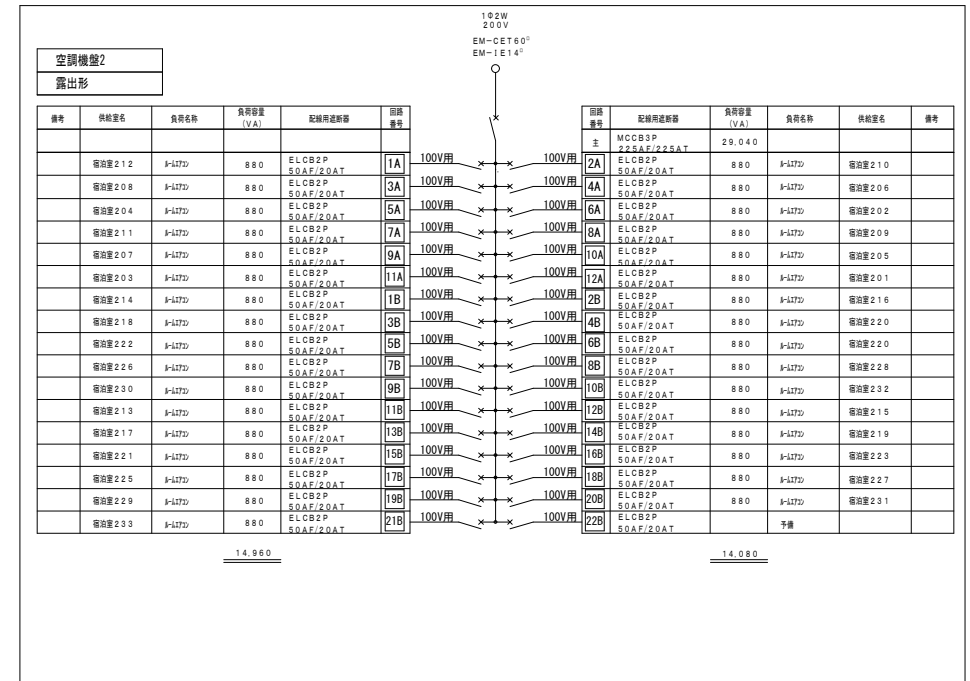 1Φ2W
200V
EM-CET60□
EM-IE14□
空調機盤2
露出形
備考 供給室名 負荷名称 負荷容量(VA) 配線用遮断器 回路番号 回路番号 配線用遮断器 負荷容量(VA) 負荷名称 供給室名 備考
主 MCCB3P 225AF/225AT 29,040
宿泊室212 ルームエアコン 880 ELCB2P 50AF/20AT 1A 100V用 100V用 2A ELCB2P 50AF/20AT 880 ルームエアコン 宿泊室210
宿泊室208 ルームエアコン 880 ELCB2P 50AF/20AT 3A 100V用 100V用 4A ELCB2P 50AF/20AT 880 ルームエアコン 宿泊室206
宿泊室204 ルームエアコン 880 ELCB2P 50AF/20AT 5A 100V用 100V用 6A ELCB2P 50AF/20AT 880 ルームエアコン 宿泊室202
宿泊室211 ルームエアコン 880 ELCB2P 50AF/20AT 7A 100V用 100V用 8A ELCB2P 50AF/20AT 880 ルームエアコン 宿泊室209
宿泊室207 ルームエアコン 880 ELCB2P 50AF/20AT 9A 100V用 100V用 10A ELCB2P 50AF/20AT 880 ルームエアコン 宿泊室205
宿泊室203 ルームエアコン 880 ELCB2P 50AF/20AT 11A 100V用 100V用 12A ELCB2P 50AF/20AT 880 ルームエアコン 宿泊室201
宿泊室214 ルームエアコン 880 ELCB2P 50AF/20AT 1B 100V用 100V用 2B ELCB2P 50AF/20AT 880 ルームエアコン 宿泊室216
宿泊室218 ルームエアコン 880 ELCB2P 50AF/20AT 3B 100V用 100V用 4B ELCB2P 50AF/20AT 880 ルームエアコン 宿泊室220
宿泊室222 ルームエアコン 880 ELCB2P 50AF/20AT 5B 100V用 100V用 6B ELCB2P 50AF/20AT 880 ルームエアコン 宿泊室220
宿泊室226 ルームエアコン 880 ELCB2P 50AF/20AT 7B 100V用 100V用 8B ELCB2P 50AF/20AT 880 ルームエアコン 宿泊室228
宿泊室230 ルームエアコン 880 ELCB2P 50AF/20AT 9B 100V用 100V用 10B ELCB2P 50AF/20AT 880 ルームエアコン 宿泊室232
宿泊室213 ルームエアコン 880 ELCB2P 50AF/20AT 11B 100V用 100V用 12B ELCB2P 50AF/20AT 880 ルームエアコン 宿泊室215
宿泊室217 ルームエアコン 880 ELCB2P 50AF/20AT 13B 100V用 100V用 14B ELCB2P 50AF/20AT 880 ルームエアコン 宿泊室219
宿泊室221 ルームエアコン 880 ELCB2P 50AF/20AT 15B 100V用 100V用 16B ELCB2P 50AF/20AT 880 ルームエアコン 宿泊室223
宿泊室225 ルームエアコン 880 ELCB2P 50AF/20AT 17B 100V用 100V用 18B ELCB2P 50AF/20AT 880 ルームエアコン 宿泊室227
宿泊室229 ルームエアコン 880 ELCB2P 50AF/20AT 19B 100V用 100V用 20B ELCB2P 50AF/20AT 880 ルームエアコン 宿泊室231
宿泊室233 ルームエアコン 880 ELCB2P 50AF/20AT 21B 100V用 100V用 22B ELCB2P 50AF/20AT 予備
14,960 14,080